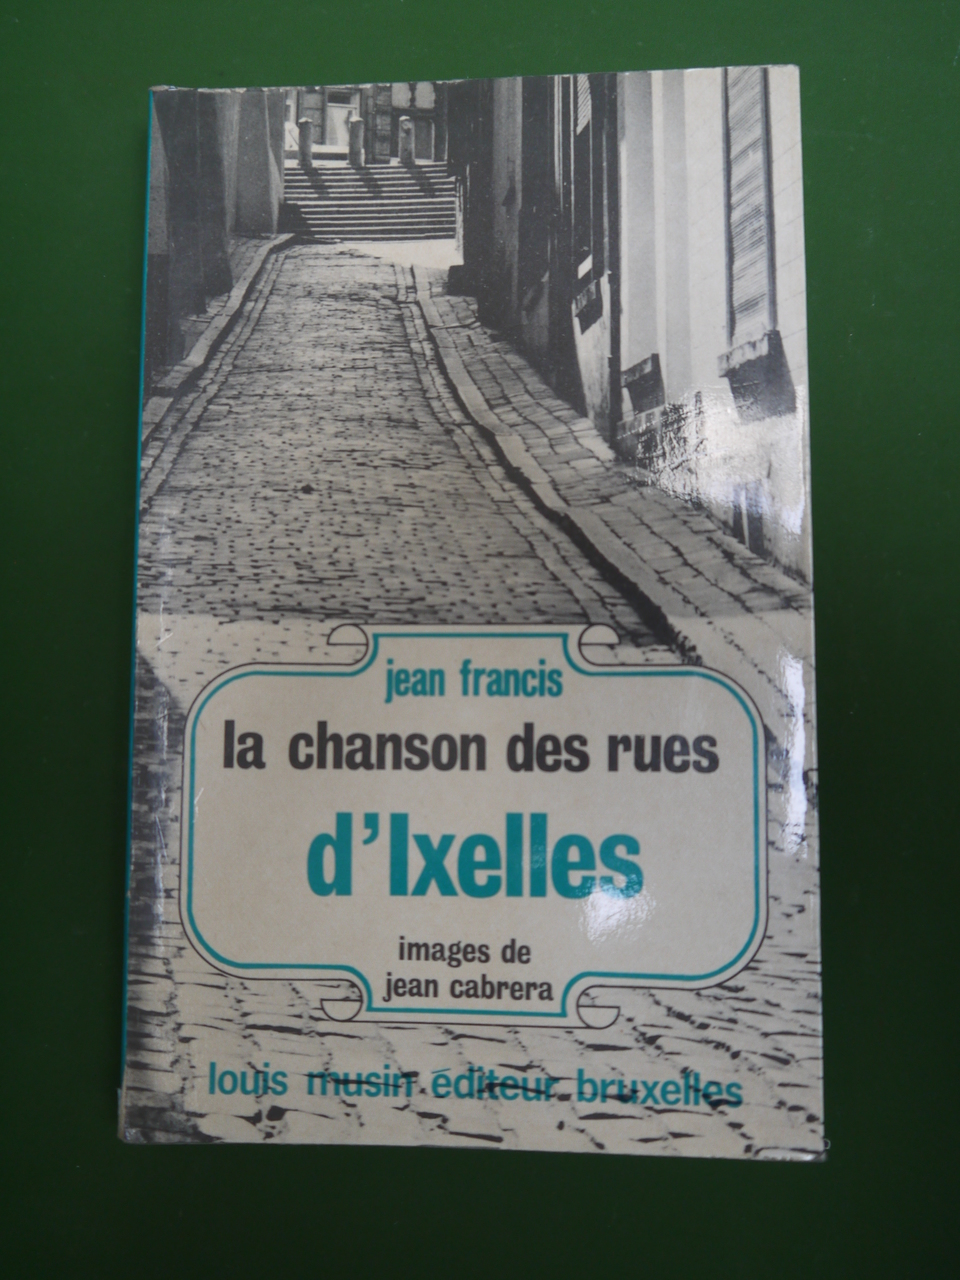 jean francis
la chanson des rues
d'Ixelles
images de
jean cabrera
louis musin éditeur bruxelles